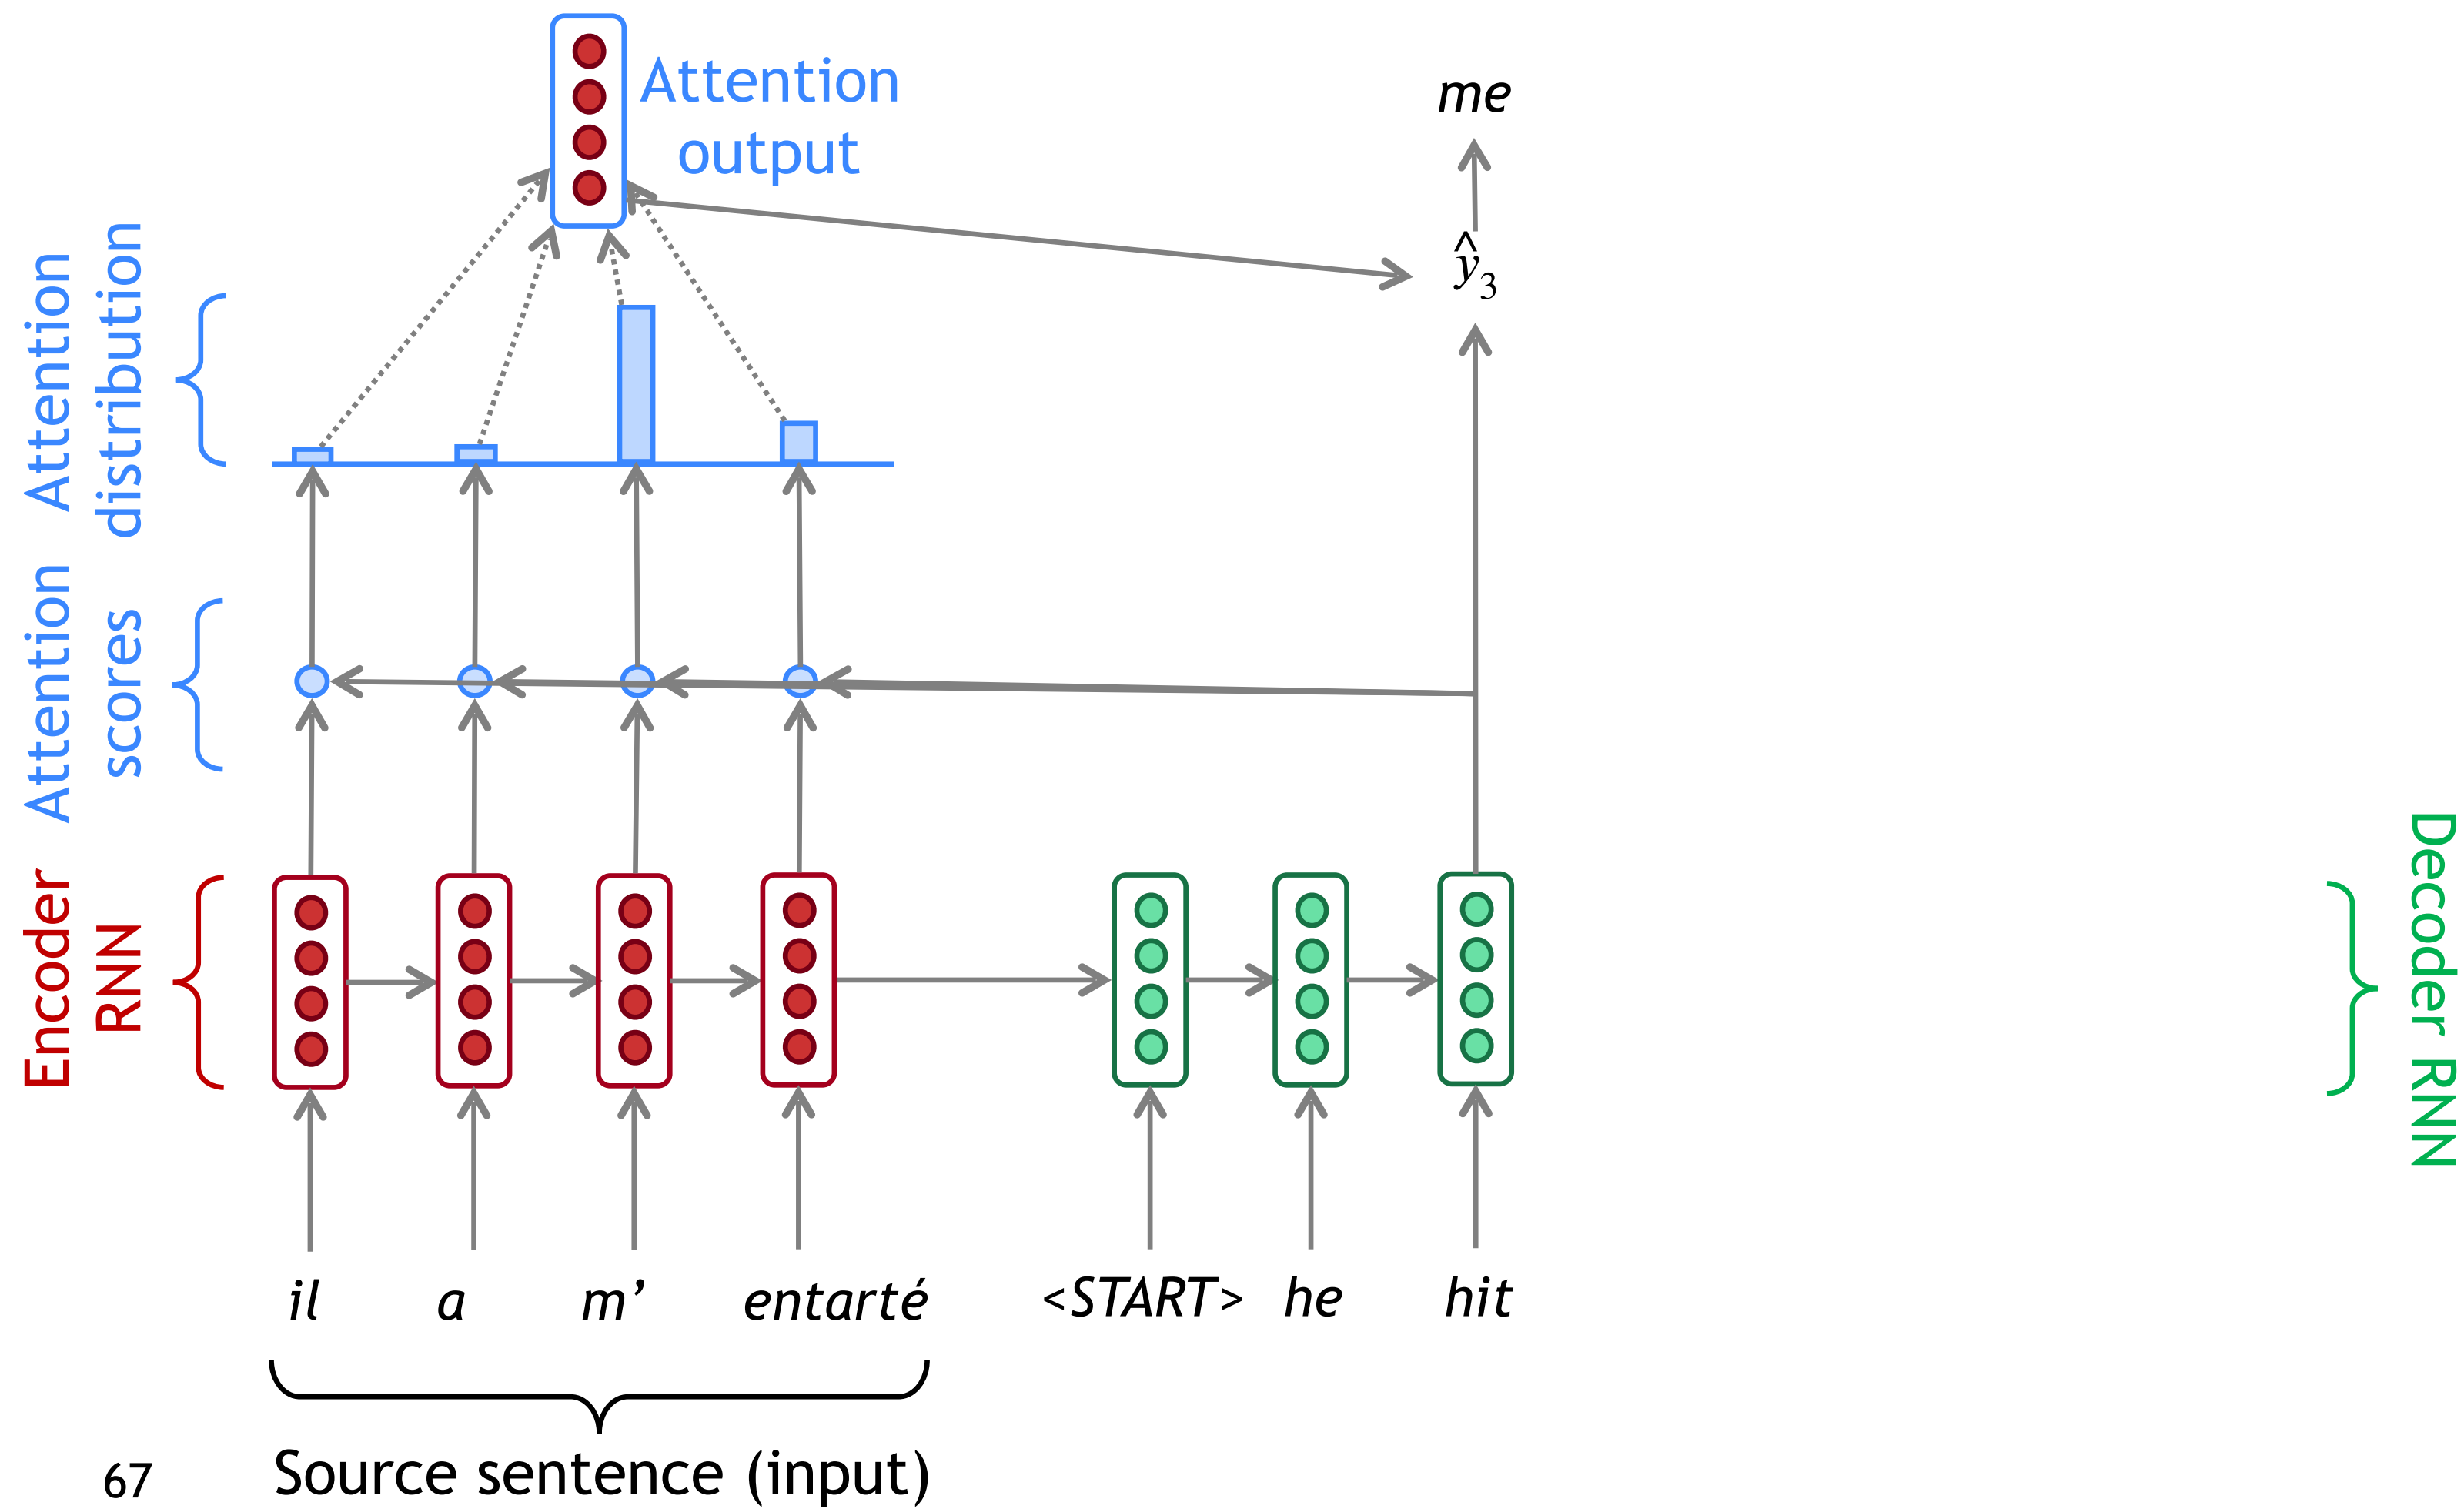 Attention
output
me
ŷ3
Attention
distribution
Attention
scores
Encoder
RNN
Decoder RNN
il a m’ entarté <START> he hit
Source sentence (input)
67